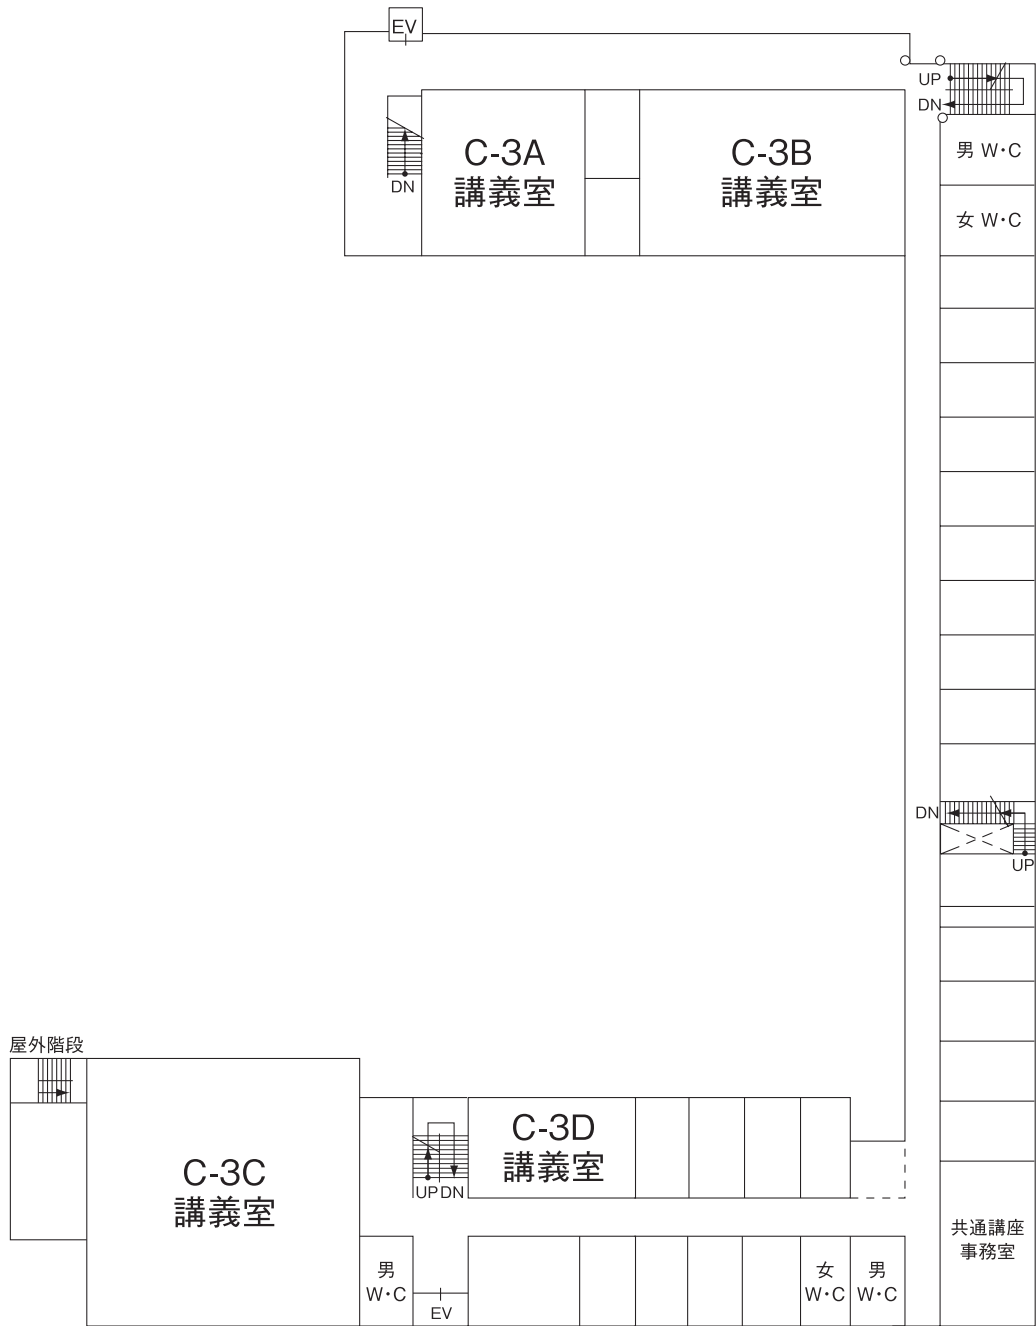 EV
UP
DN
C-3A
講義室
C-3B
講義室
男 W・C
DN
女 W・C
DN
UP
屋外階段
C-3D
講義室
C-3C
講義室
UP DN
共通講座
事務室
男
W・C
女
W・C
男
W・C
EV